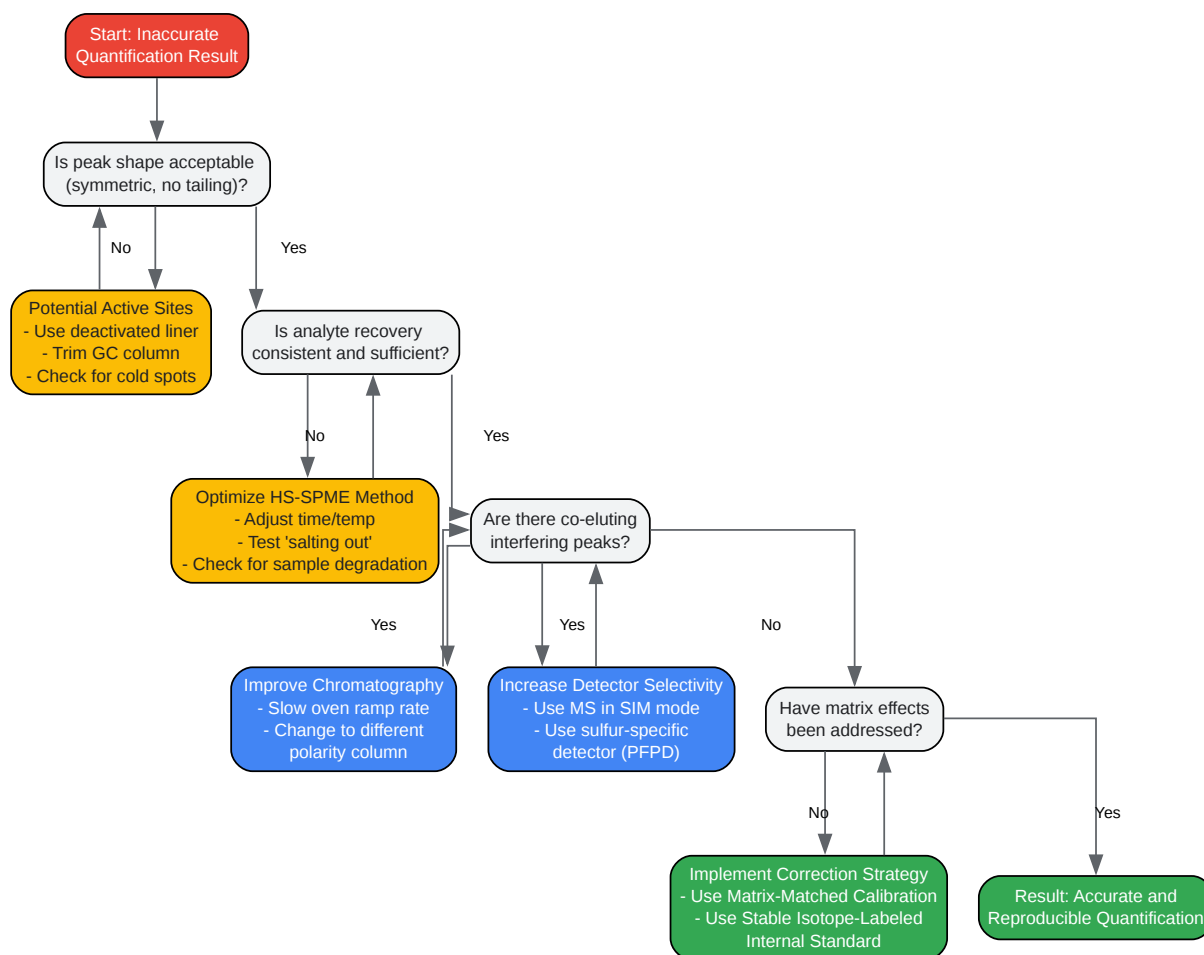 Start: Inaccurate
Quantification Result
Is peak shape acceptable
(symmetric, no tailing)?
No
Yes
Potential Active Sites
- Use deactivated liner
- Trim GC column
- Check for cold spots
Is analyte recovery
consistent and sufficient?
No
Yes
Optimize HS-SPME Method
- Adjust time/temp
- Test 'salting out'
- Check for sample degradation
Are there co-eluting
interfering peaks?
Yes
Yes
No
Improve Chromatography
- Slow oven ramp rate
- Change to different
polarity column
Increase Detector Selectivity
- Use MS in SIM mode
- Use sulfur-specific
detector (PFPD)
Have matrix effects
been addressed?
No
Yes
Implement Correction Strategy
- Use Matrix-Matched Calibration
- Use Stable Isotope-Labeled
Internal Standard
Result: Accurate and
Reproducible Quantification